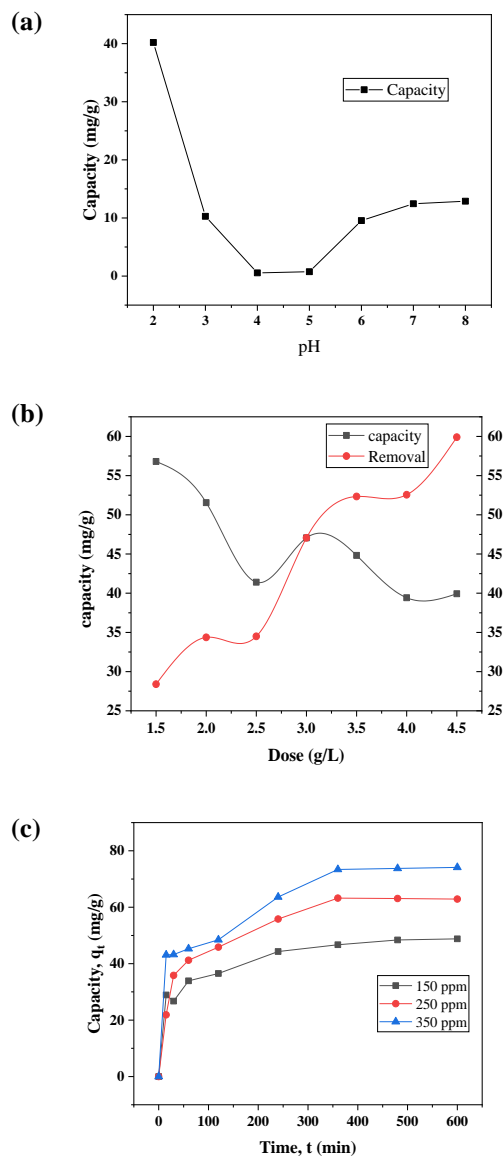 (a)
40
30
20
10
0
Capacity (mg/g)
Capacity
2 3 4 5 6 7 8
pH
(b)
60
55
50
45
40
35
30
25
capacity (mg/g)
capacity
Removal
60
55
50
45
40
35
30
25
1.5 2.0 2.5 3.0 3.5 4.0 4.5
Dose (g/L)
(c)
80
60
40
20
0
Capacity, qt (mg/g)
150 ppm
250 ppm
350 ppm
0 100 200 300 400 500 600
Time, t (min)